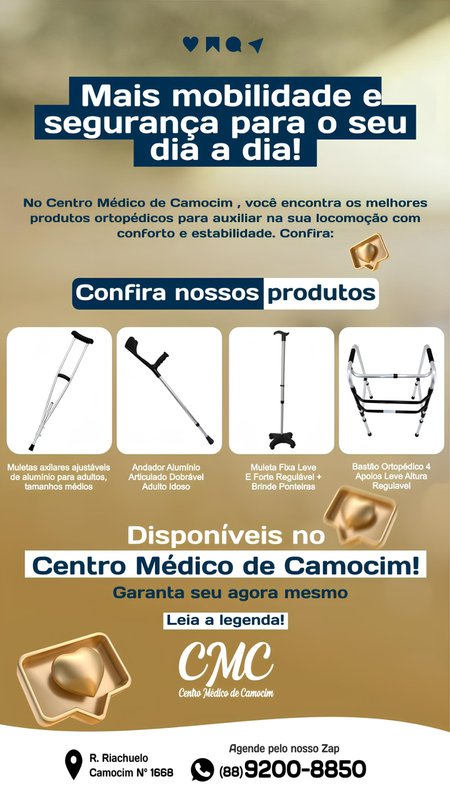 Mais mobilidade e
segurança para o seu
dia a dia!
No Centro Médico de Camocim , você encontra os melhores
produtos ortopédicos para auxiliar na sua locomoção com
conforto e estabilidade. Confira:
Confira nossos produtos
Muletas axilares ajustáveis
de alumínio para adultos,
tamanhos médios
Andador Alumínio
Articulado Dobrável
Adulto Idoso
Muleta Fixa Leve
E Forte Regulável +
Brinde Ponteiras
Bastão Ortopédico 4
Apoios Leve Altura
Regulavel
Disponíveis no
Centro Médico de Camocim!
Garanta seu agora mesmo
Leia a legenda!
CMC
Centro Médico de Camocim
R. Riachuelo
Camocim N° 1668
Agende pelo nosso Zap
(88)9200-8850